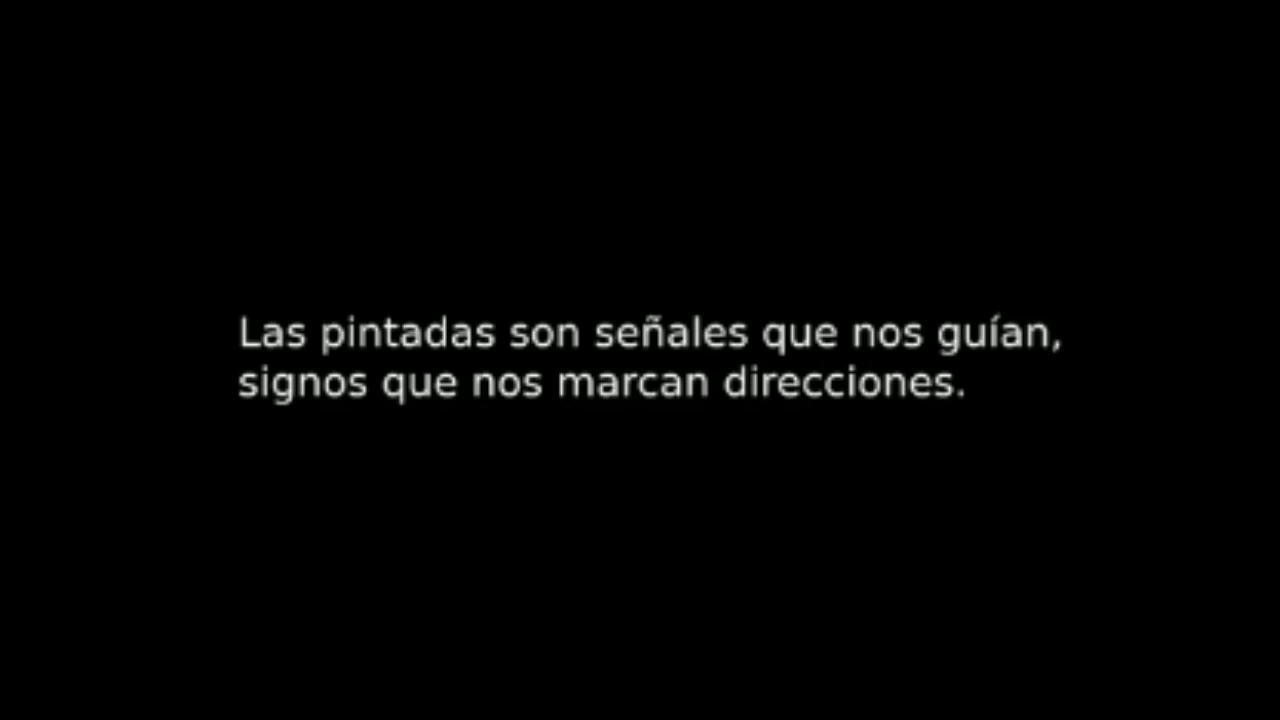 Las pintadas son señales que nos guían,
signos que nos marcan direcciones.